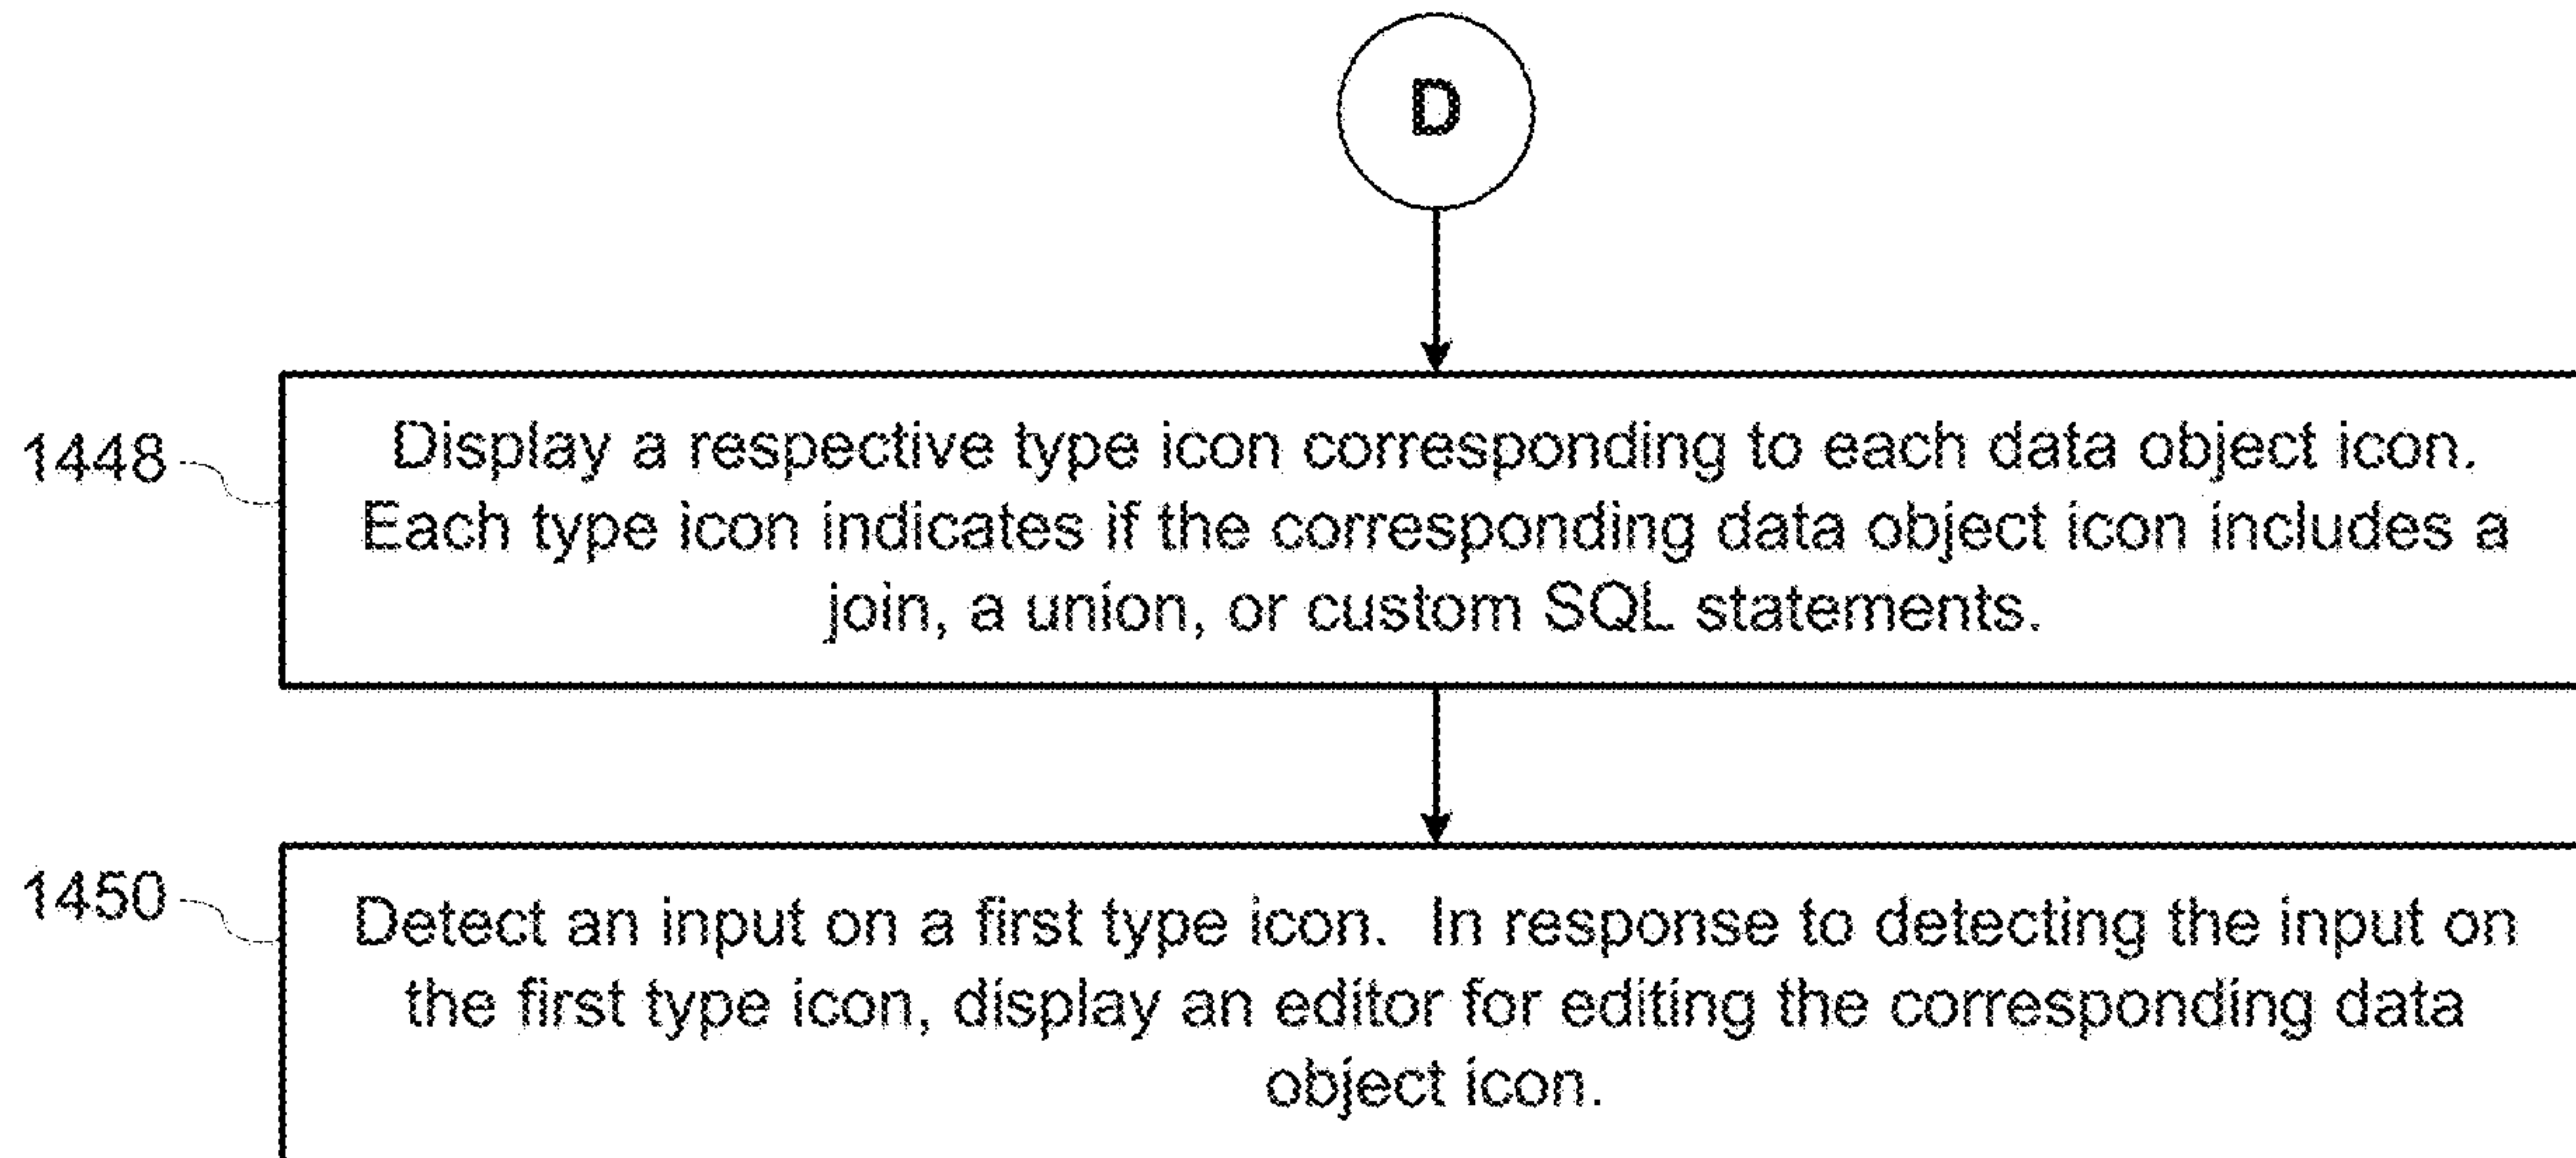 D
1448
Display a respective type icon corresponding to each data object icon.
Each type icon indicates if the corresponding data object icon includes a
join, a union, or custom SQL statements.
1450
Detect an input on a first type icon.  In response to detecting the input on
the first type icon, display an editor for editing the corresponding data
object icon.